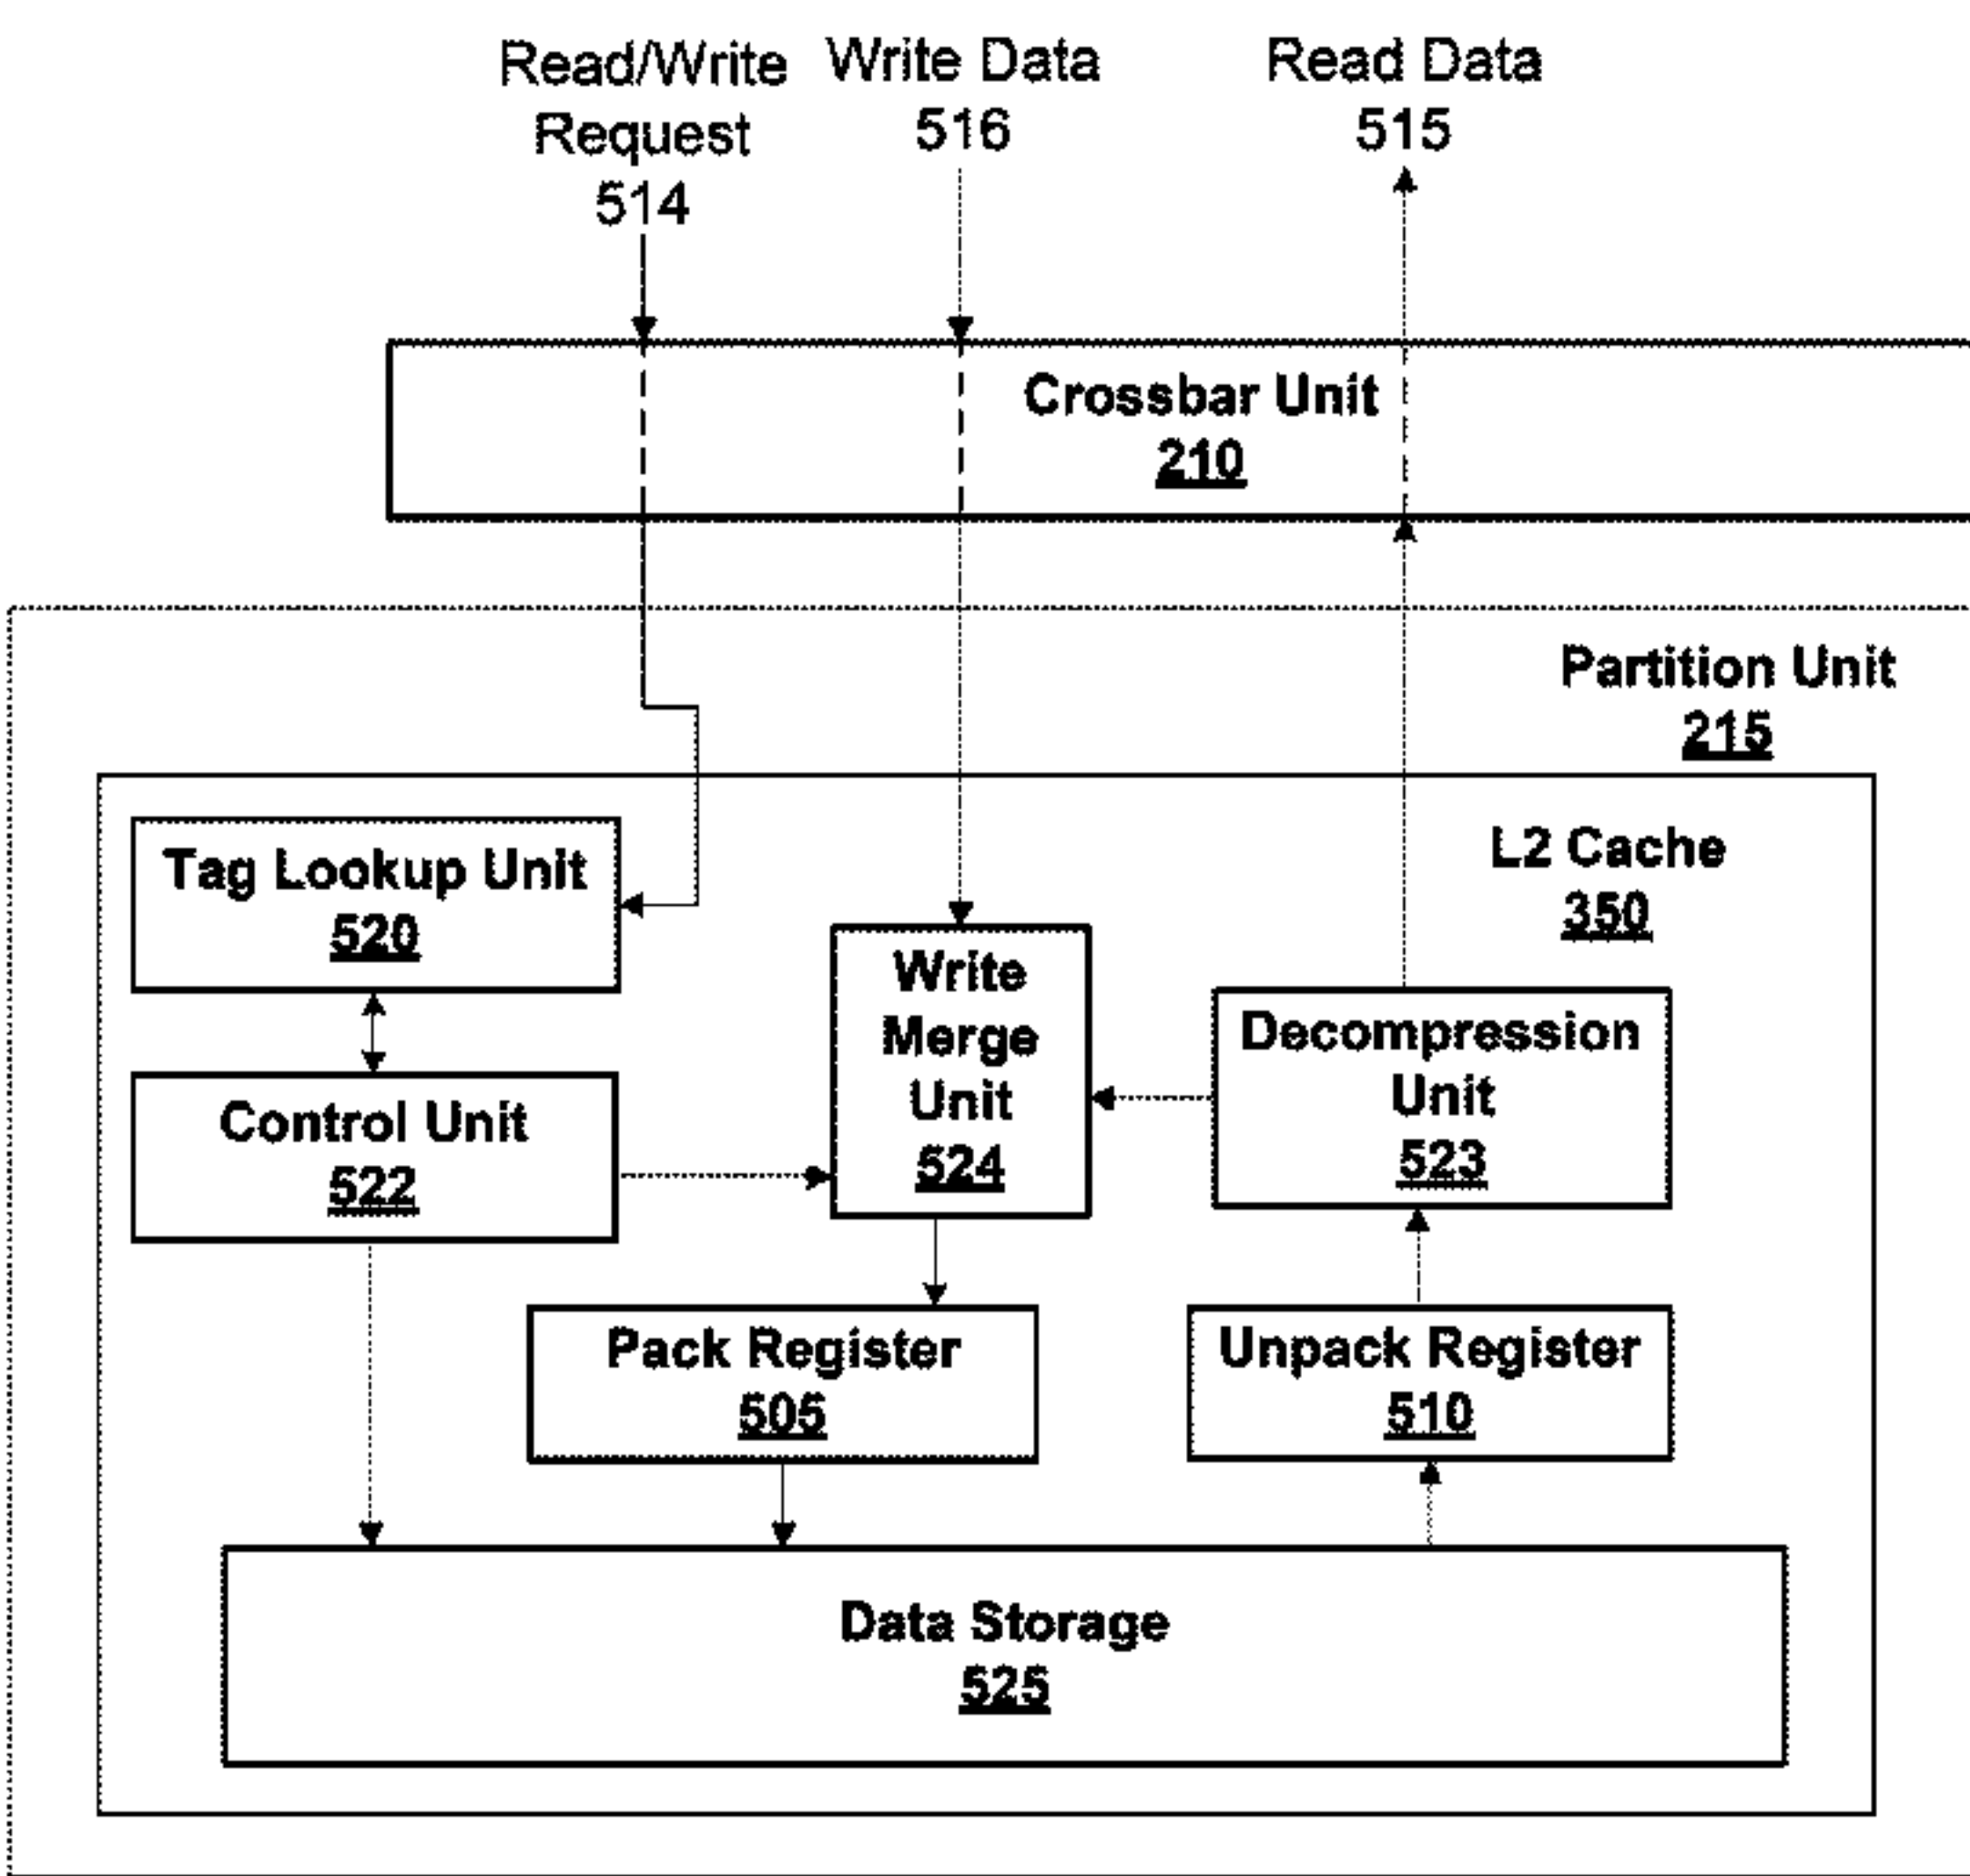 Read/Write
Request
514
Write Data
516
Read Data
515
Crossbar Unit
210
Partition Unit
215
L2 Cache
350
Tag Lookup Unit
520
Write
Merge
Unit
524
Decompression
Unit
523
Control Unit
522
Pack Register
505
Unpack Register
510
Data Storage
525